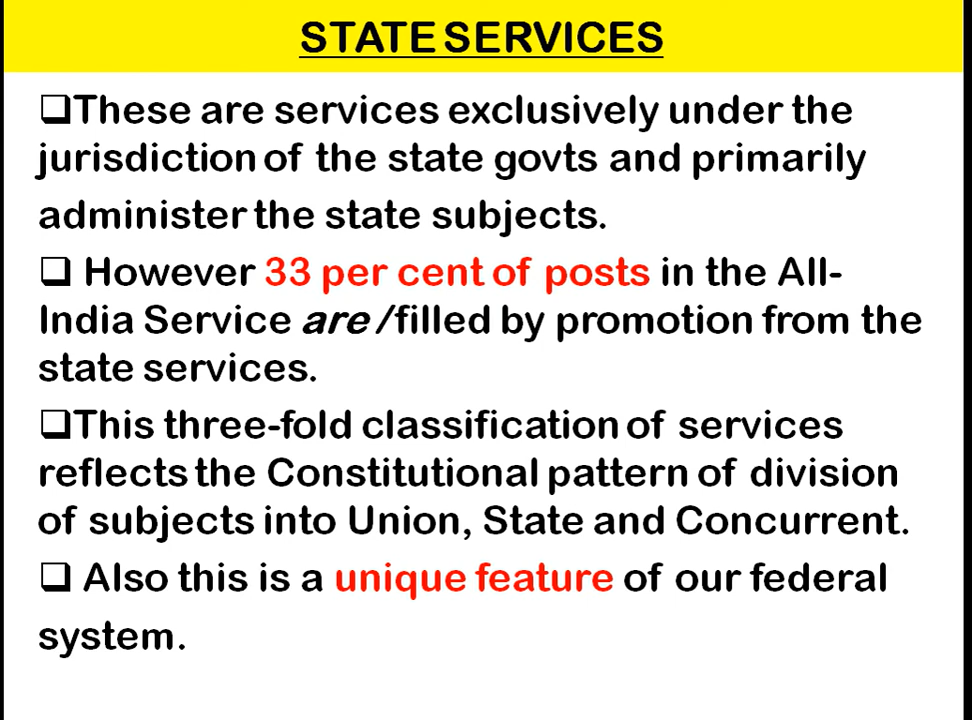 STATE SERVICES
❑These are services exclusively under the
jurisdiction of the state govts and primarily
administer the state subjects.
❑ However 33 per cent of posts in the All-
India Service are /filled by promotion from the
state services.
❑This three-fold classification of services
reflects the Constitutional pattern of division
of subjects into Union, State and Concurrent.
❑ Also this is a unique feature of our federal
system.